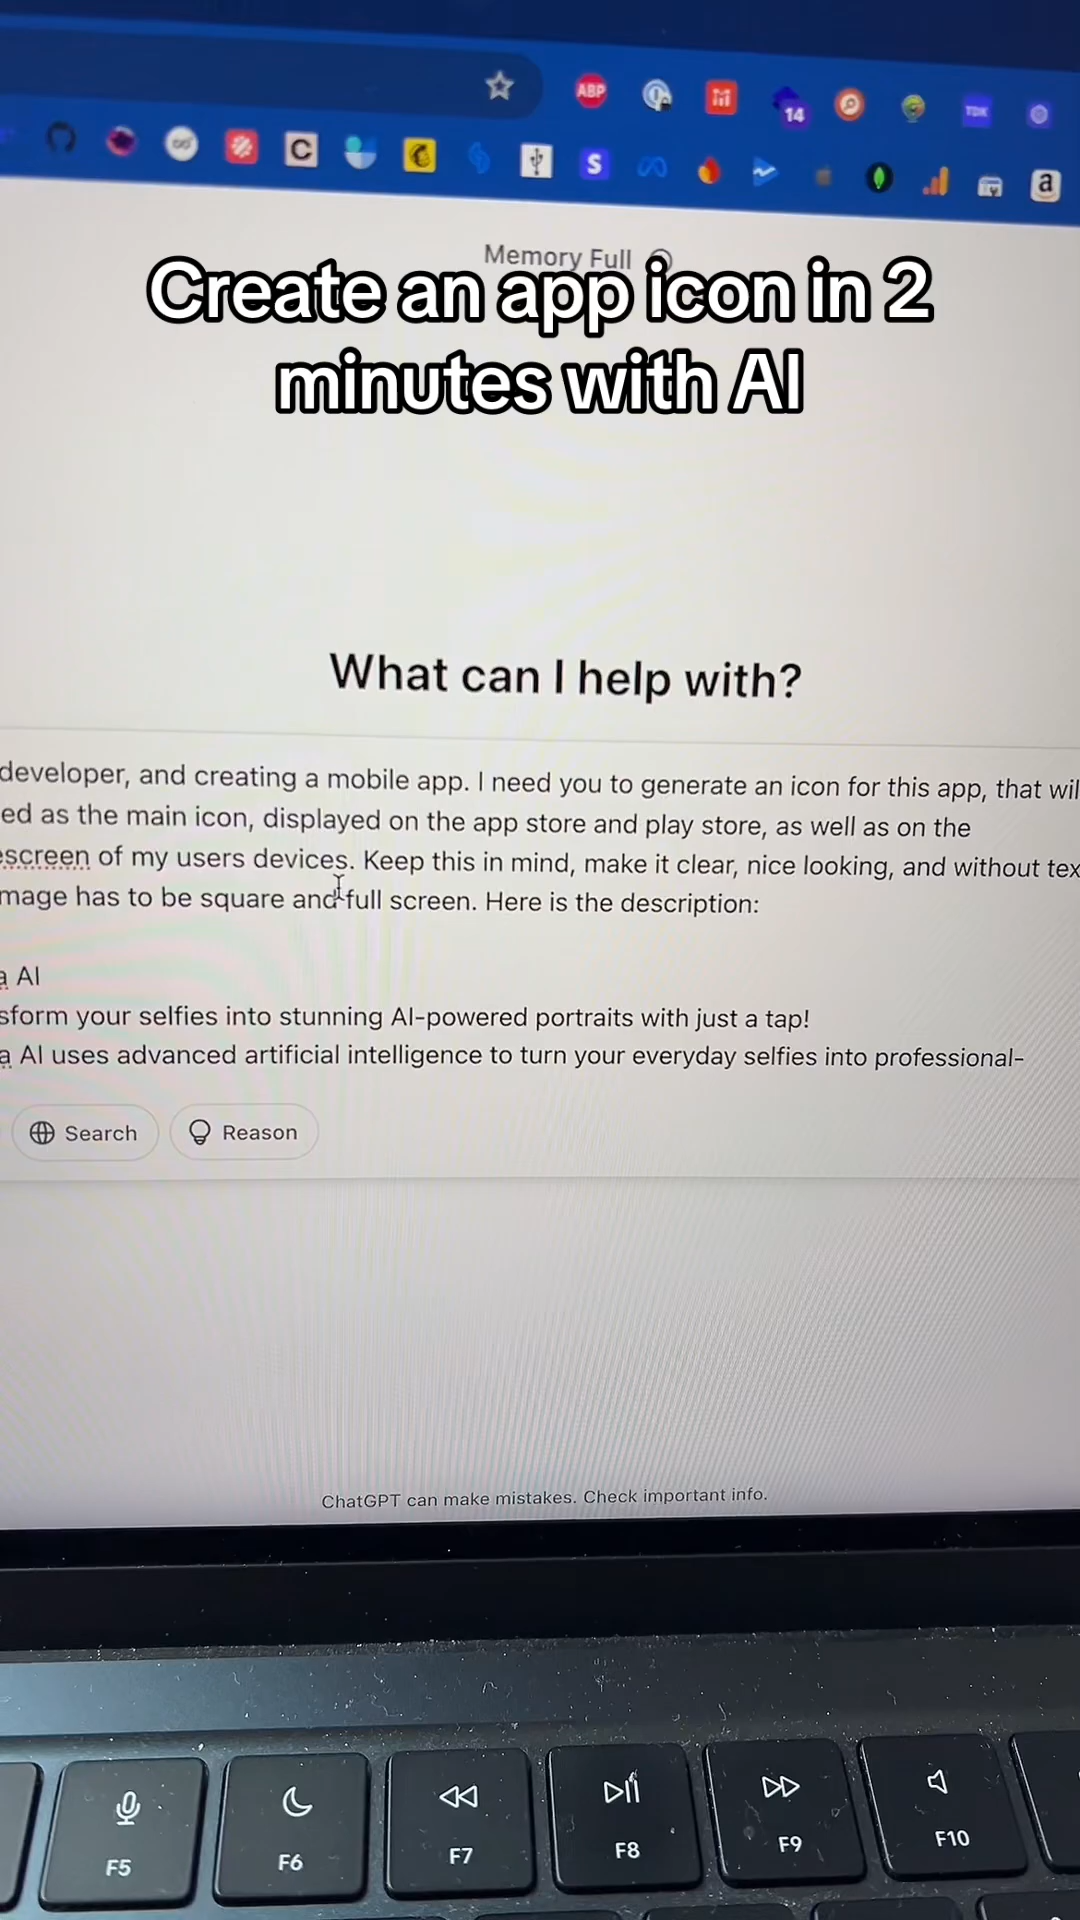 ABP
14
TDK
C
S
a
Memory Full
Create an app icon in 2
minutes with AI
What can I help with?
developer, and creating a mobile app. I need you to generate an icon for this app, that wil
ed as the main icon, displayed on the app store and play store, as well as on the
screen of my users devices. Keep this in mind, make it clear, nice looking, and without tex
mage has to be square and full screen. Here is the description:
a AI
sform your selfies into stunning AI-powered portraits with just a tap!
a AI uses advanced artificial intelligence to turn your everyday selfies into professional-
Search
Reason
ChatGPT can make mistakes. Check important info.
F5
F6
F7
F8
F9
F10